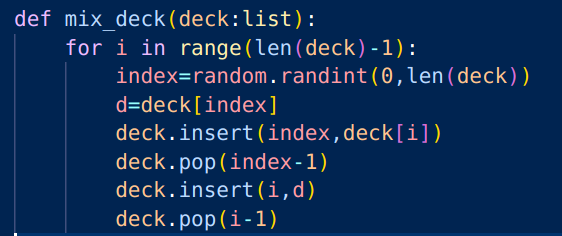 def mix_deck(deck:list):
    for i in range(len(deck)-1):
        index=random.randint(0,len(deck))
        d=deck[index]
        deck.insert(index,deck[i])
        deck.pop(index-1)
        deck.insert(i,d)
        deck.pop(i-1)